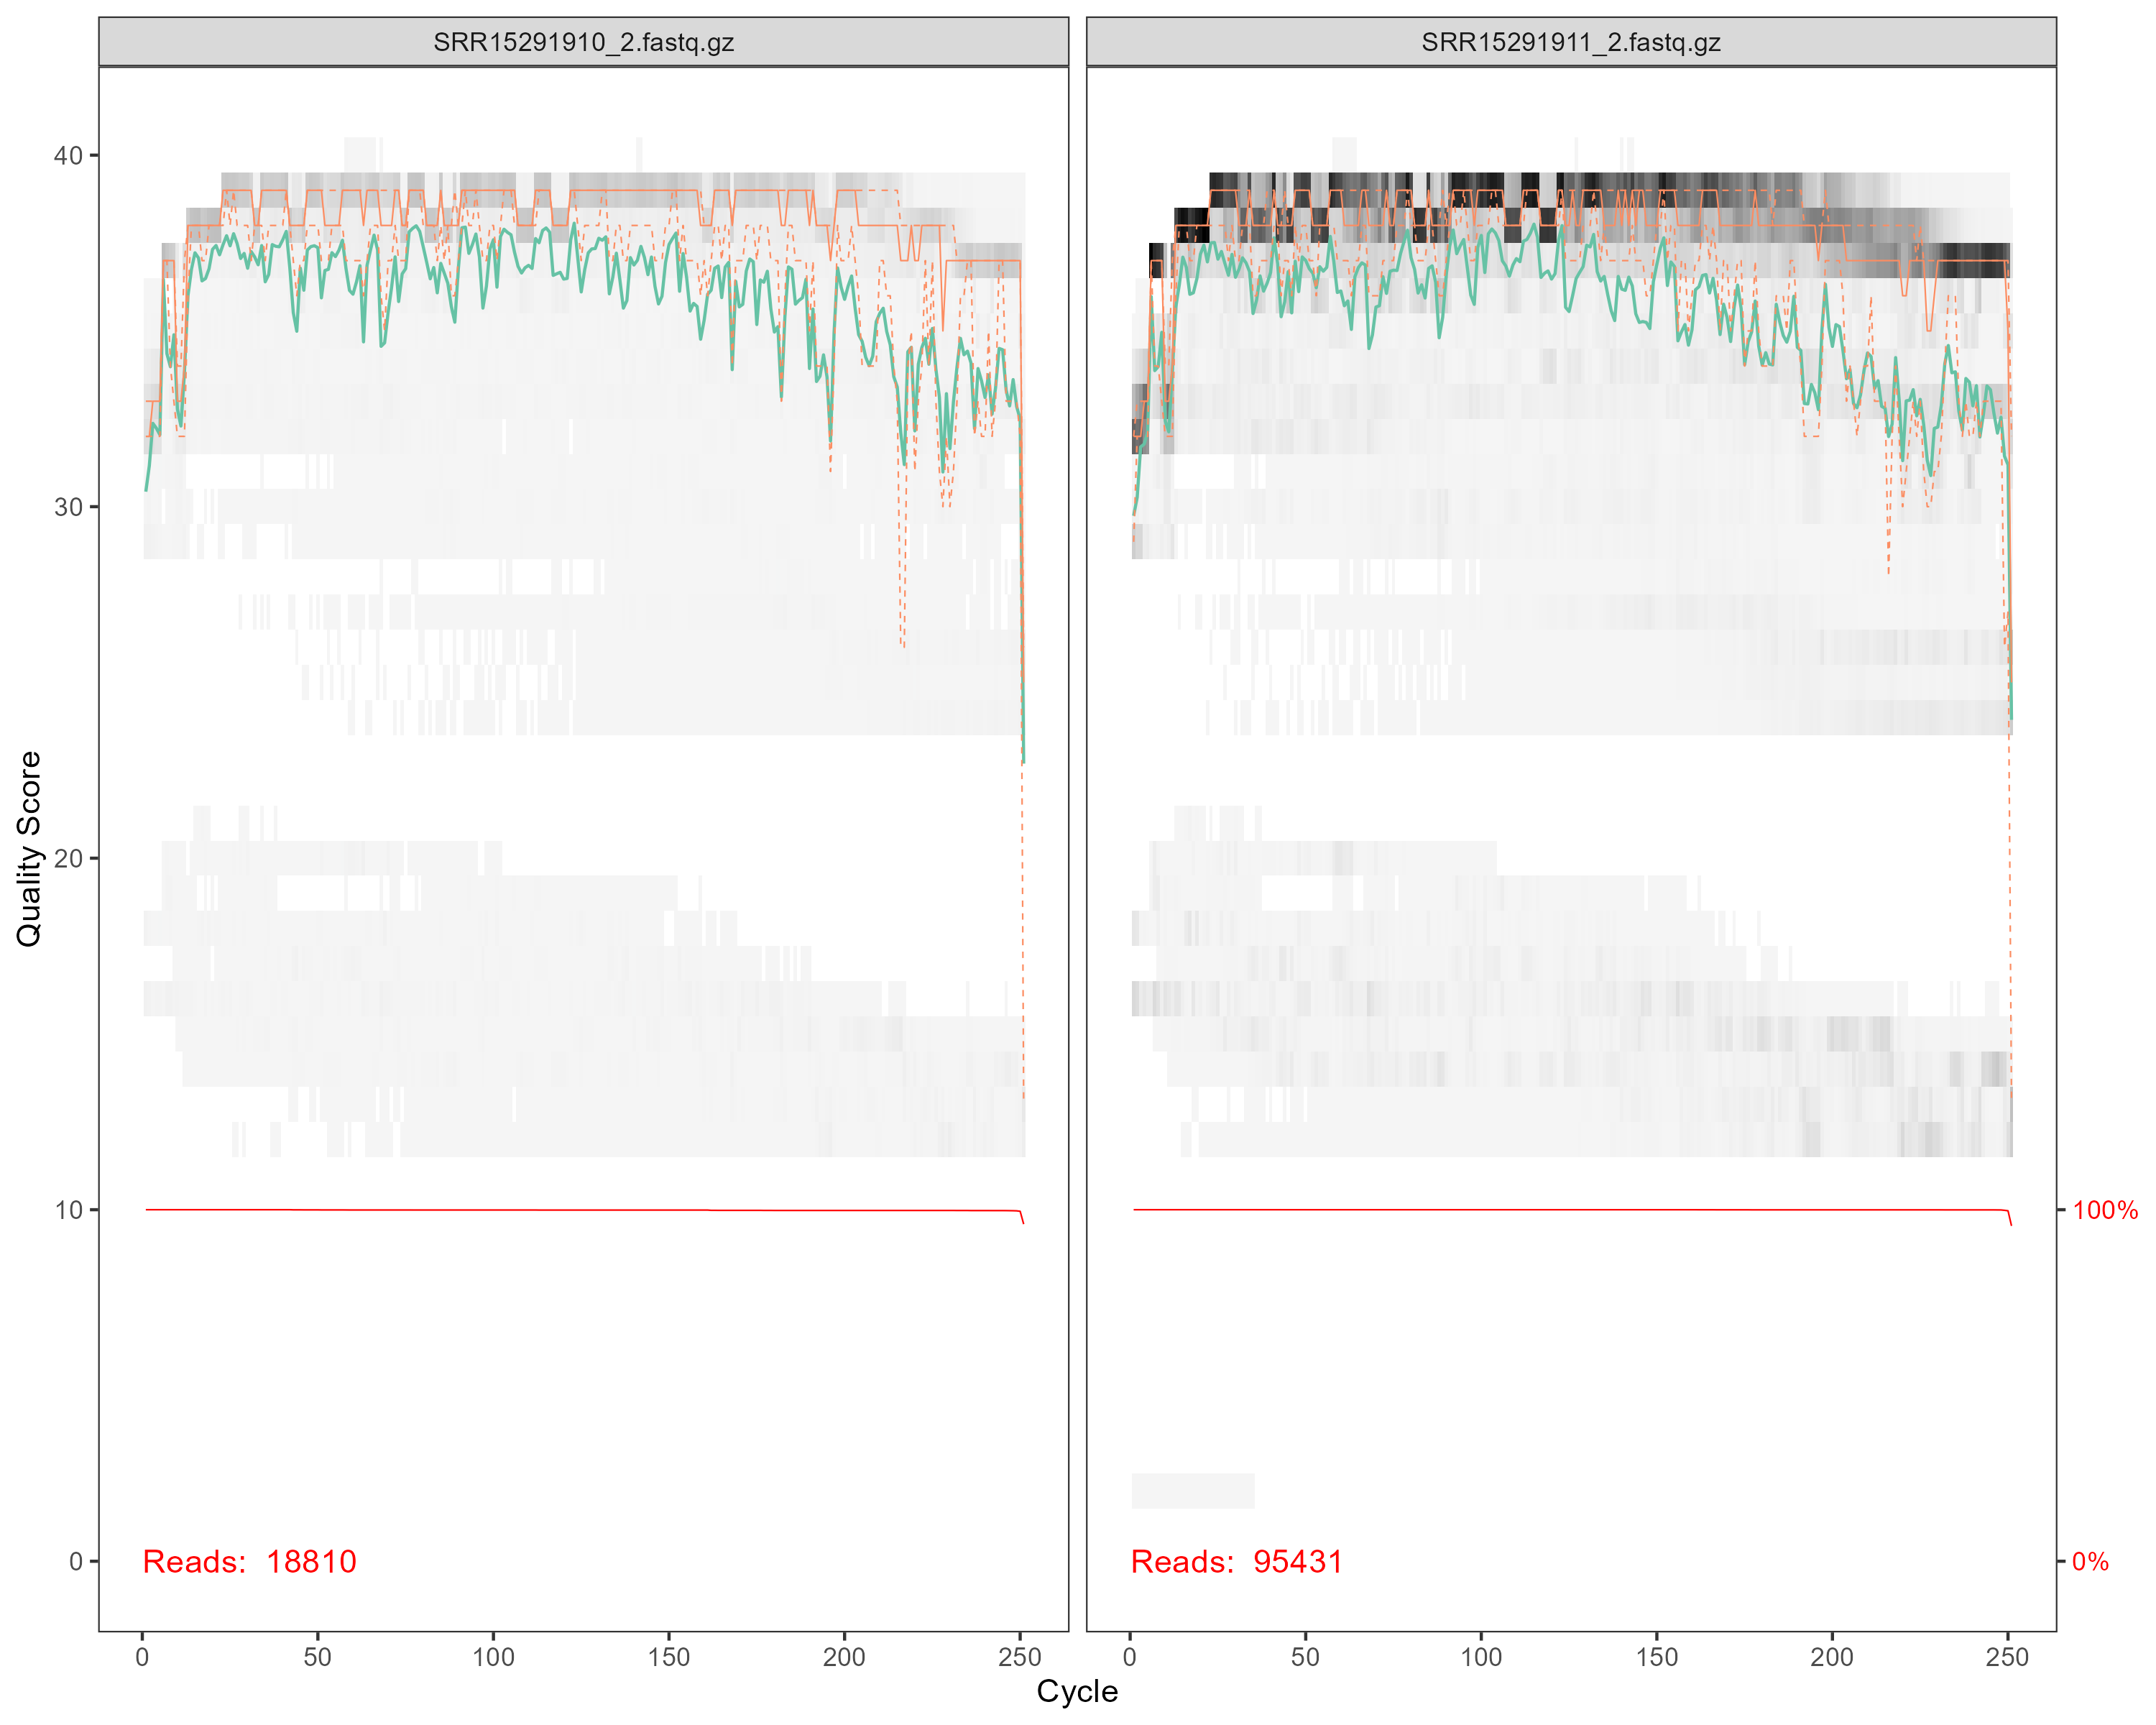 SRR15291910_2.fastq.gz
SRR15291911_2.fastq.gz
Quality Score
40
30
20
10
0
100%
0%
Reads: 18810
Reads: 95431
0 50 100 150 200 250
0 50 100 150 200 250
Cycle